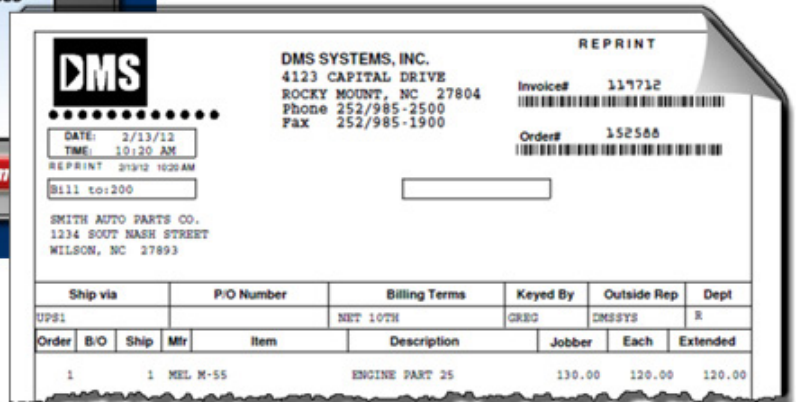 DMS
DMS SYSTEMS, INC.
4123 CAPITAL DRIVE
ROCKY MOUNT, NC 27804
Phone 252/985-2500
Fax 252/985-1900
REPRINT
Invoice# 119712
Order# 152588
DATE: 2/13/12
TIME: 10:20 AM
REPRINT 2/13/12 10:20 AM
Bill to:200
SMITH AUTO PARTS CO.
1234 SOUT NASH STREET
WILSON, NC 27893
Ship via P/O Number Billing Terms Keyed By Outside Rep Dept
UPS1 NET 10TH GREG DMSSYS R
Order B/O Ship Mfr Item Description Jobber Each Extended
1 1 MEL M-55 ENGINE PART 25 130.00 120.00 120.00